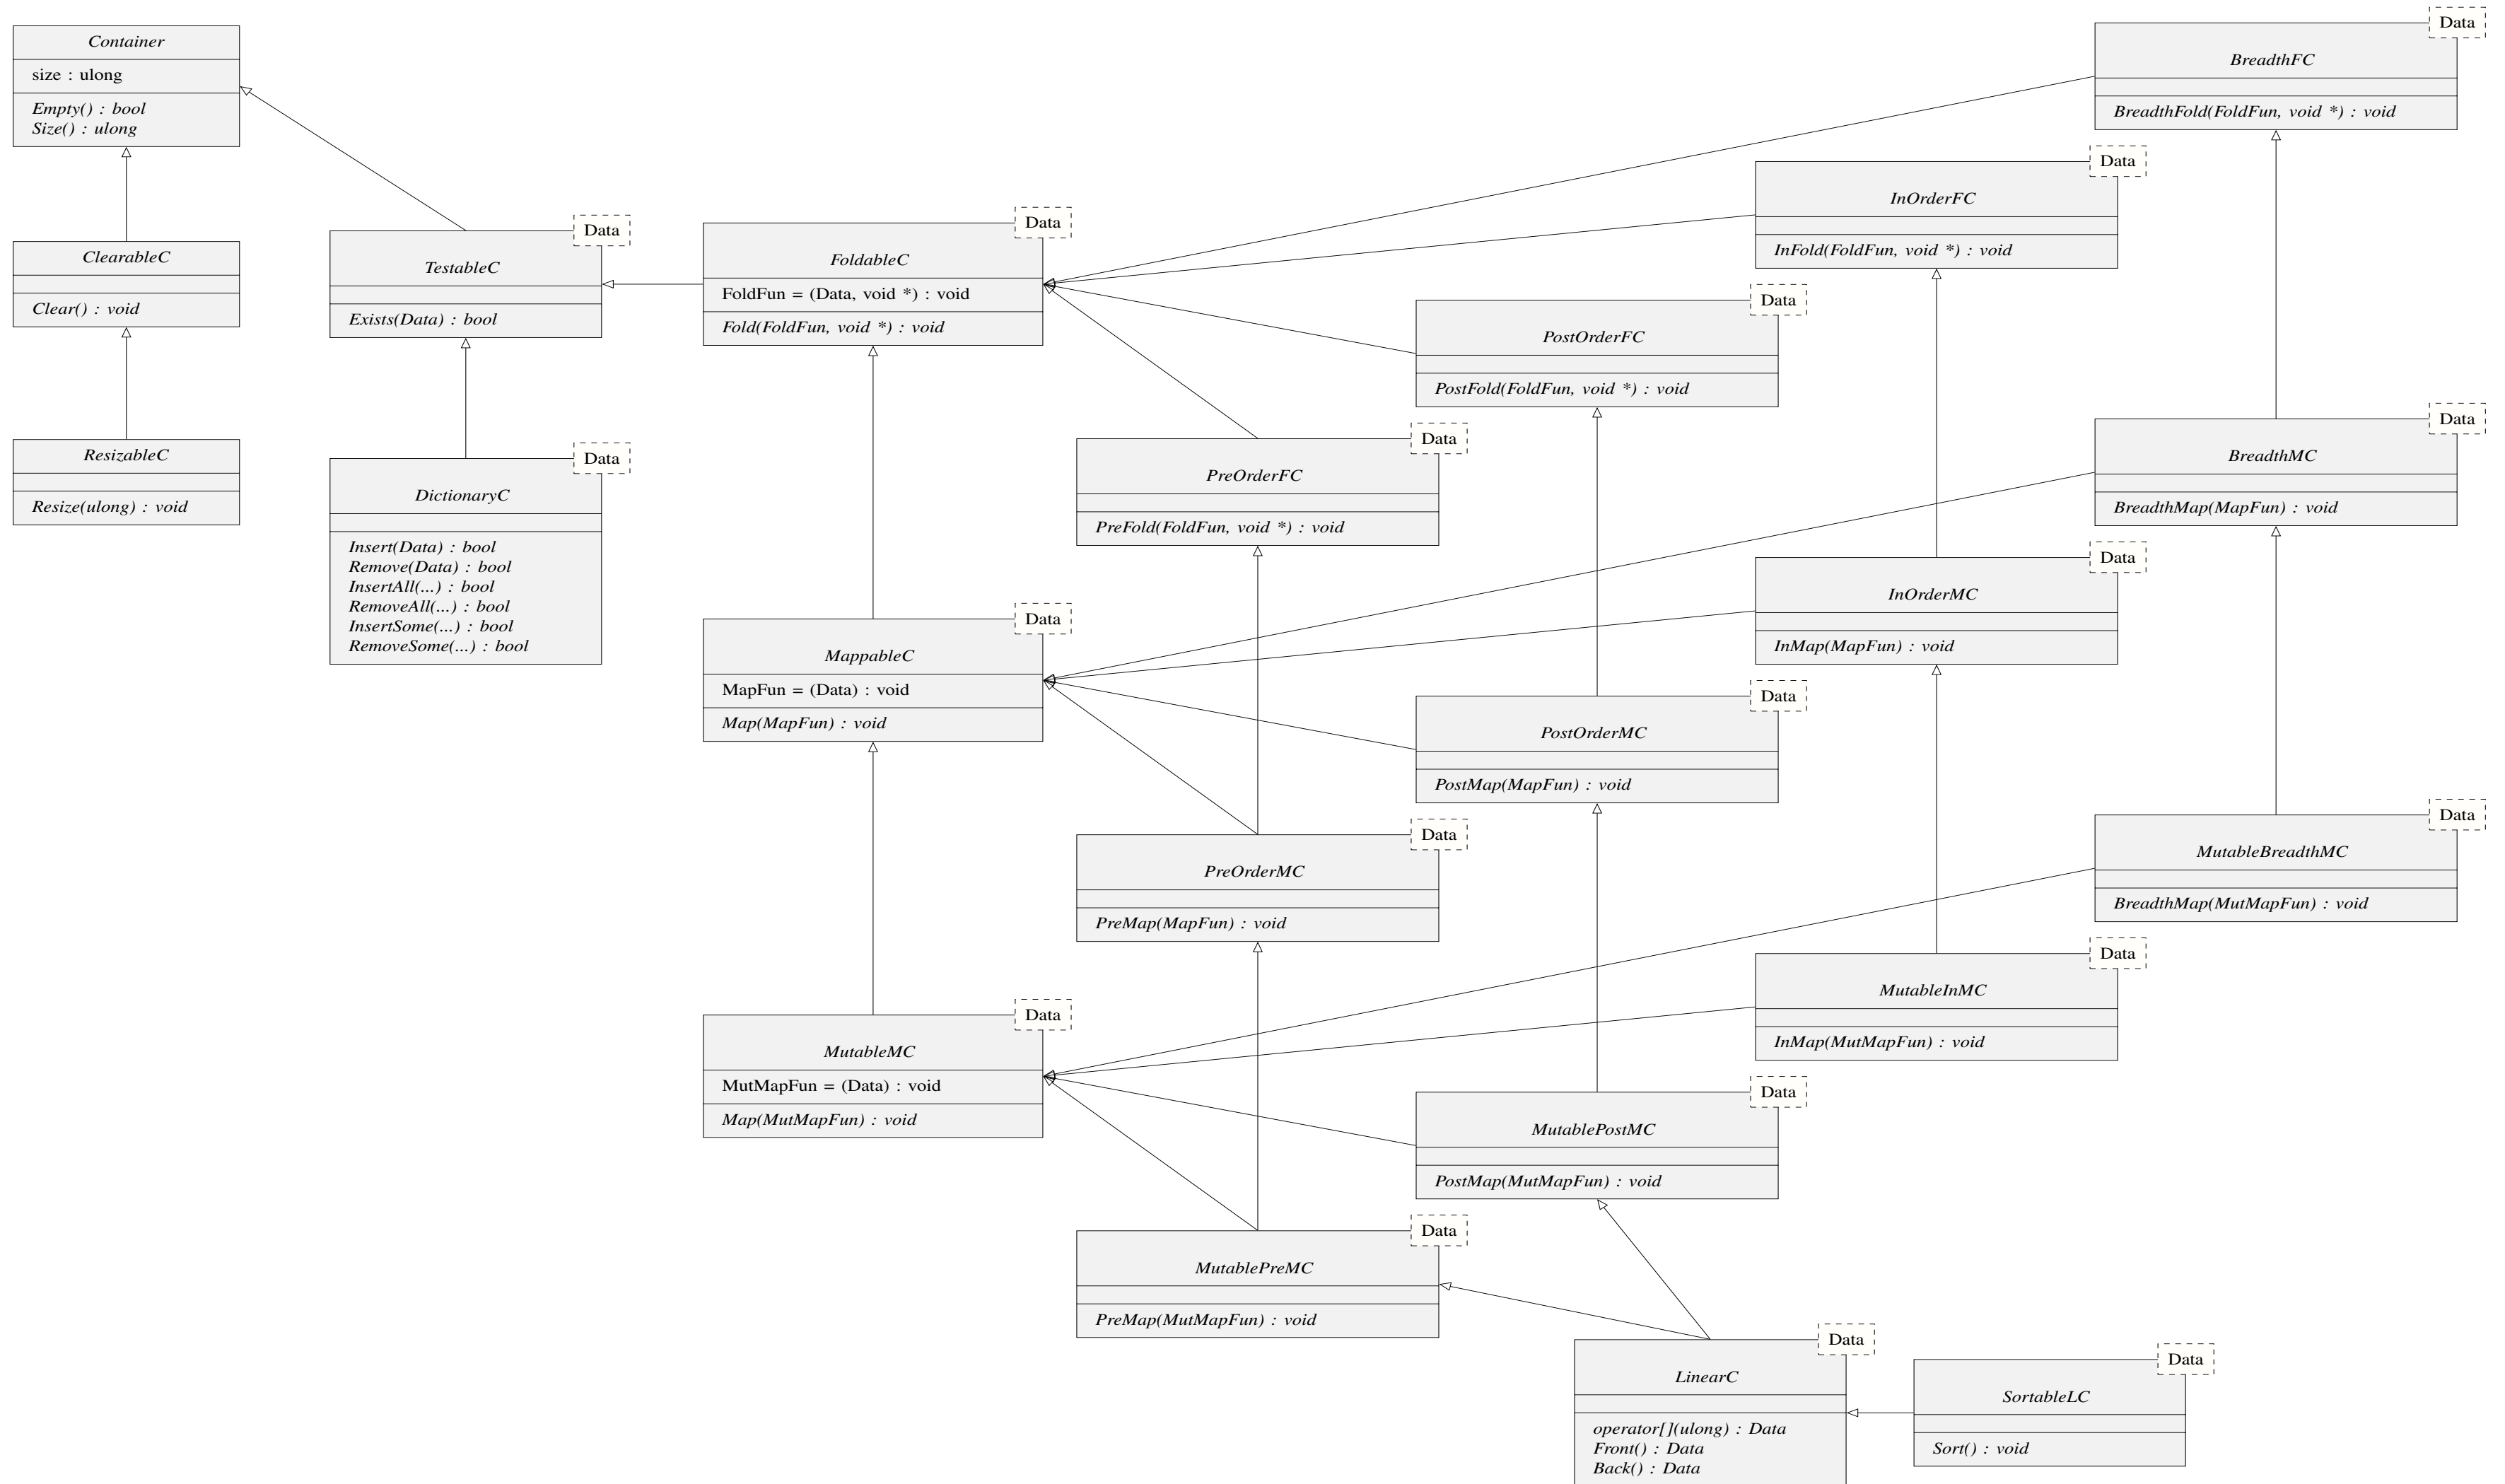 Container
size : ulong
Empty() : bool
Size() : ulong
ClearableC
Clear() : void
ResizableC
Resize(ulong) : void
Data
TestableC
Exists(Data) : bool
Data
DictionaryC
Insert(Data) : bool
Remove(Data) : bool
InsertAll(...) : bool
RemoveAll(...) : bool
InsertSome(...) : bool
RemoveSome(...) : bool
Data
FoldableC
FoldFun = (Data, void *) : void
Fold(FoldFun, void *) : void
Data
MappableC
MapFun = (Data) : void
Map(MapFun) : void
Data
MutableMC
MutMapFun = (Data) : void
Map(MutMapFun) : void
Data
PreOrderFC
PreFold(FoldFun, void *) : void
Data
PreOrderMC
PreMap(MapFun) : void
Data
MutablePreMC
PreMap(MutMapFun) : void
Data
PostOrderFC
PostFold(FoldFun, void *) : void
Data
PostOrderMC
PostMap(MapFun) : void
Data
MutablePostMC
PostMap(MutMapFun) : void
Data
InOrderFC
InFold(FoldFun, void *) : void
Data
InOrderMC
InMap(MapFun) : void
Data
MutableInMC
InMap(MutMapFun) : void
Data
BreadthFC
BreadthFold(FoldFun, void *) : void
Data
BreadthMC
BreadthMap(MapFun) : void
Data
MutableBreadthMC
BreadthMap(MutMapFun) : void
Data
LinearC
operator[](ulong) : Data
Front() : Data
Back() : Data
Data
SortableLC
Sort() : void